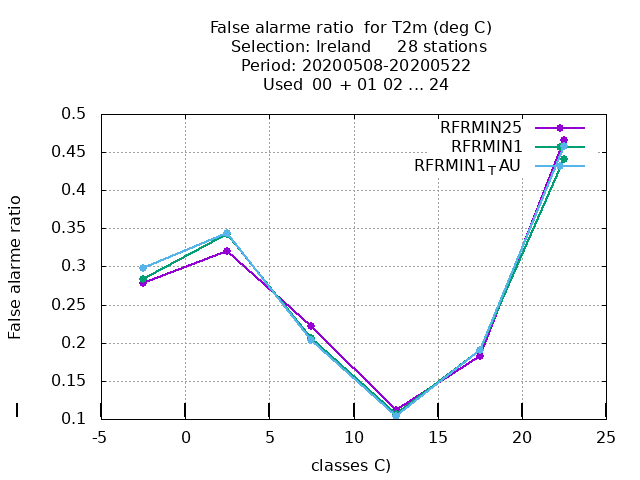 False alarme ratio  for T2m (deg C)
Selection: Ireland     28 stations
Period: 20200508-20200522
Used  00 + 01 02 ... 24
RFRMIN25
RFRMIN1
RFRMIN1TAU
0.5
0.45
0.4
0.35
0.3
0.25
0.2
0.15
0.1
False alarme ratio
-5
0
5
10
15
20
25
classes C)